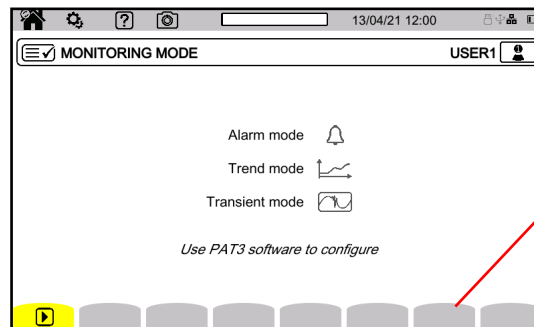 13/04/21 12:00
MONITORING MODE
USER1
Alarm mode
Trend mode
Transient mode
Use PAT3 software to configure